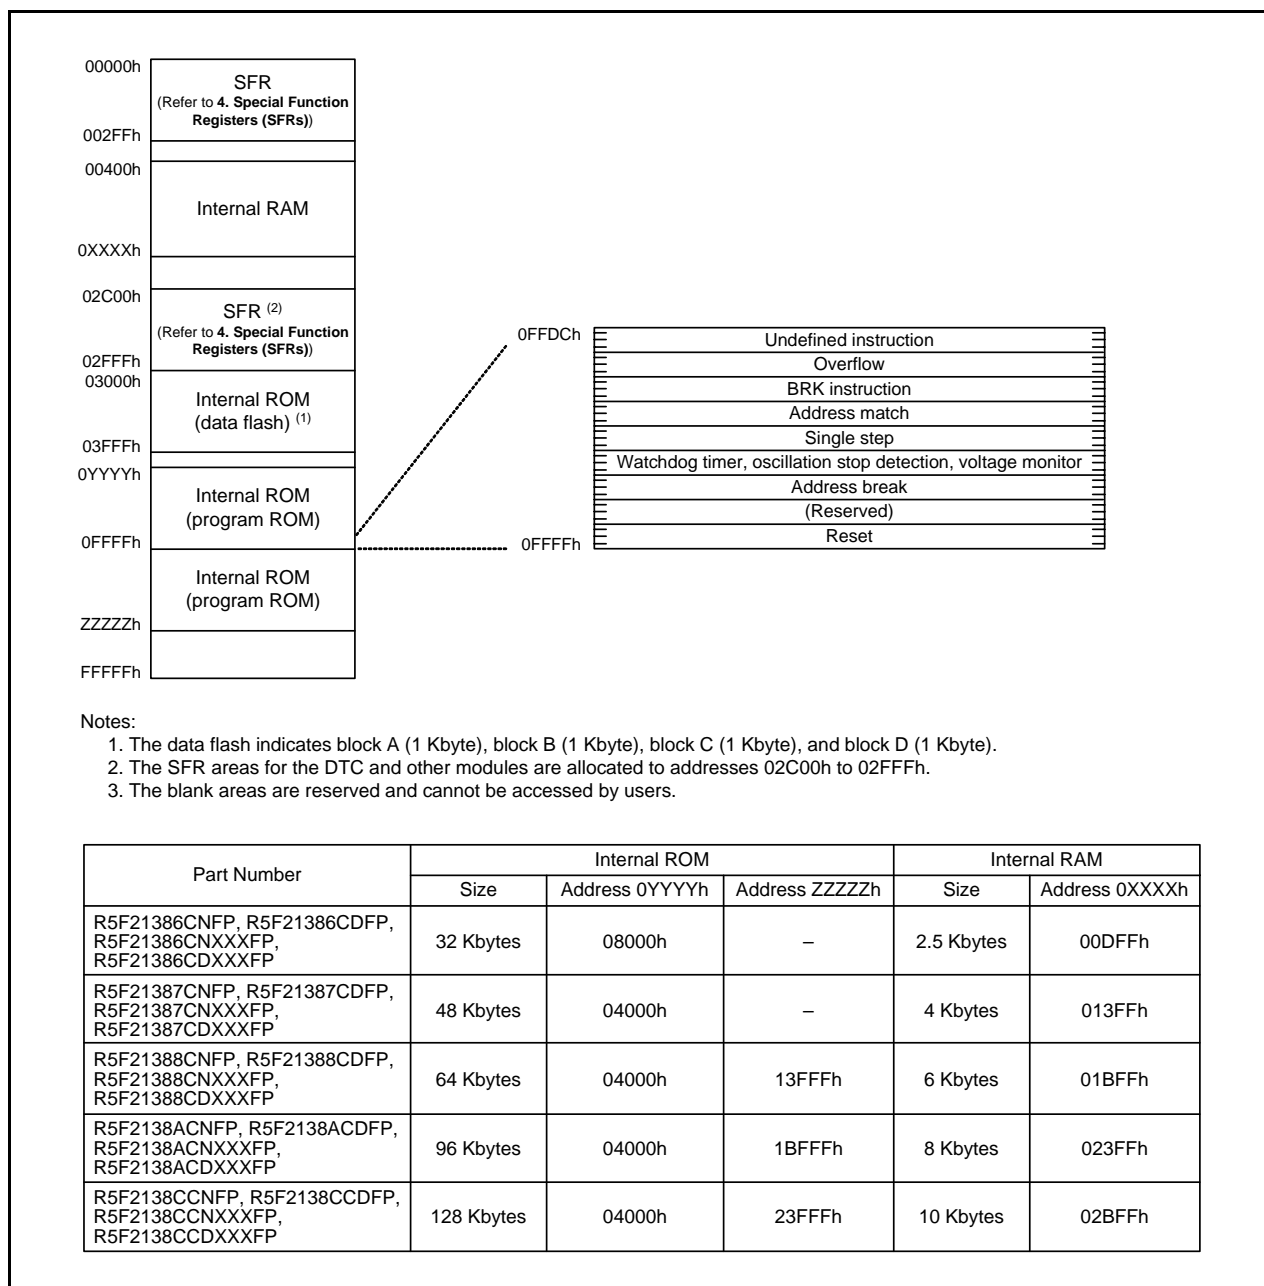 00000h
SFR
(Refer to 4. Special Function
Registers (SFRs))
002FFh
00400h
Internal RAM
0XXXXh
02C00h
SFR (2)
(Refer to 4. Special Function
Registers (SFRs))
02FFFh
03000h
Internal ROM
(data flash) (1)
03FFFh
0YYYYh
Internal ROM
(program ROM)
0FFFFh
Internal ROM
(program ROM)
ZZZZZh
FFFFFh
0FFDCh
Undefined instruction
Overflow
BRK instruction
Address match
Single step
Watchdog timer, oscillation stop detection, voltage monitor
Address break
(Reserved)
Reset
0FFFFh
Notes:
1. The data flash indicates block A (1 Kbyte), block B (1 Kbyte), block C (1 Kbyte), and block D (1 Kbyte).
2. The SFR areas for the DTC and other modules are allocated to addresses 02C00h to 02FFFh.
3. The blank areas are reserved and cannot be accessed by users.
Part Number
Internal ROM
Internal RAM
Size
Address 0YYYYh
Address ZZZZZh
Size
Address 0XXXXh
R5F21386CNFP, R5F21386CDFP,
R5F21386CNXXXFP,
R5F21386CDXXXFP
32 Kbytes
08000h
–
2.5 Kbytes
00DFFh
R5F21387CNFP, R5F21387CDFP,
R5F21387CNXXXFP,
R5F21387CDXXXFP
48 Kbytes
04000h
–
4 Kbytes
013FFh
R5F21388CNFP, R5F21388CDFP,
R5F21388CNXXXFP,
R5F21388CDXXXFP
64 Kbytes
04000h
13FFFh
6 Kbytes
01BFFh
R5F2138ACNFP, R5F2138ACDFP,
R5F2138ACNXXXFP,
R5F2138ACDXXXFP
96 Kbytes
04000h
1BFFFh
8 Kbytes
023FFh
R5F2138CCNFP, R5F2138CCDFP,
R5F2138CCNXXXFP,
R5F2138CCDXXXFP
128 Kbytes
04000h
23FFFh
10 Kbytes
02BFFh